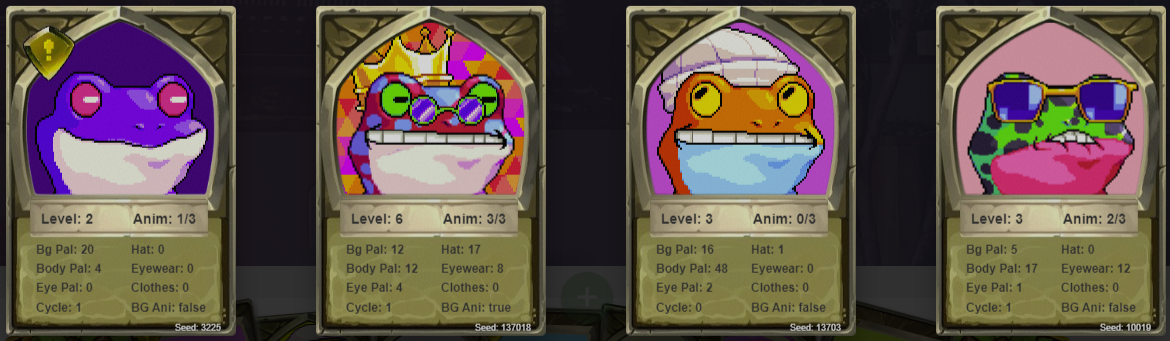 Level: 2 Anim: 1/3
Bg Pal: 20 Hat: 0
Body Pal: 4 Eyewear: 0
Eye Pal: 0 Clothes: 0
Cycle: 1 BG Ani: false
Seed: 3225
Level: 6 Anim: 3/3
Bg Pal: 12 Hat: 17
Body Pal: 12 Eyewear: 8
Eye Pal: 4 Clothes: 0
Cycle: 1 BG Ani: true
Seed: 137018
Level: 3 Anim: 0/3
Bg Pal: 16 Hat: 1
Body Pal: 48 Eyewear: 0
Eye Pal: 2 Clothes: 0
Cycle: 0 BG Ani: false
Seed: 13703
Level: 3 Anim: 2/3
Bg Pal: 5 Hat: 0
Body Pal: 17 Eyewear: 12
Eye Pal: 1 Clothes: 0
Cycle: 1 BG Ani: false
Seed: 10019